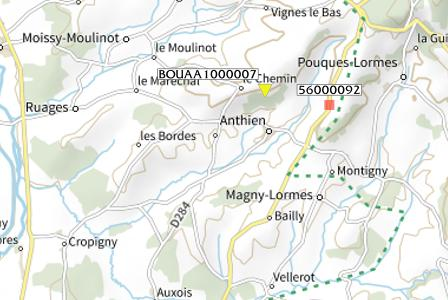 Vignes le Bas
Moissy-Moulinot
la Gui
le Moulinot
Pouques-Lormes
BOUAA1000007
le Chemin
le Maréchal
56000092
Ruages
Anthien
les Bordes
Montigny
Magny-Lormes
D284
Bailly
Cropigny
Vellerot
Auxois